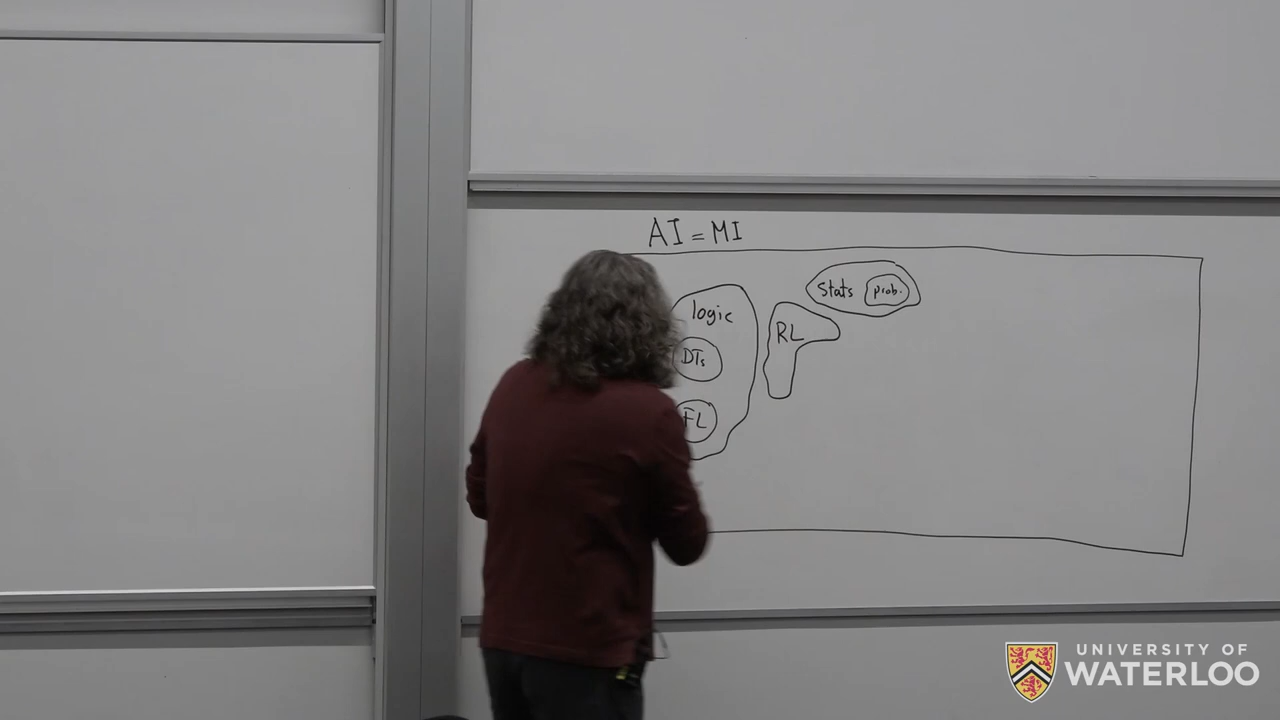 AI = MI
Stats prob.
logic
RL
DTs
FL
UNIVERSITY OF
WATERLOO